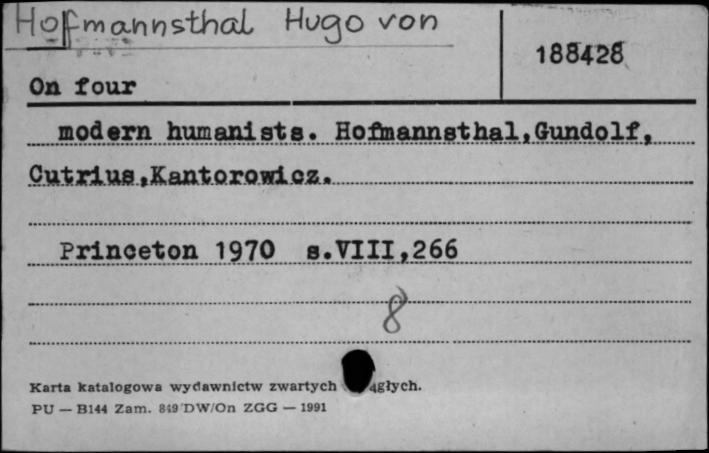 Hofmannsthal Hugo von
188428
On four
modern humanists. Hofmannsthal,Gundolf,
Cutrius,Kantorowicz.
Princeton 1970 s.VIII,266
8
Karta katalogowa wydawnictw zwartych ągłych.
PU — B144 Zam. 849 DW/On ZGG — 1991